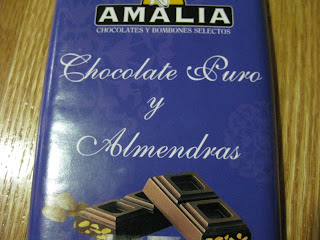 AMALIA
CHOCOLATES Y BOMBONES SELECTOS
Chocolate Puro
y
Almendras